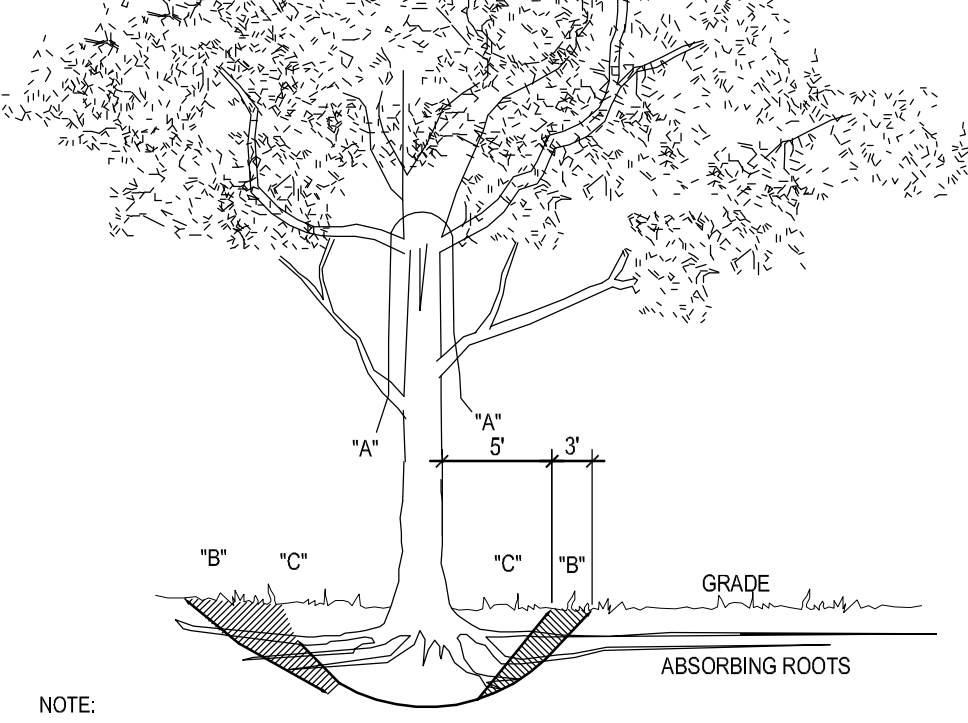 "A"
"A"
5' 3'
"B" "C" "C" "B"
GRADE
ABSORBING ROOTS
NOTE: